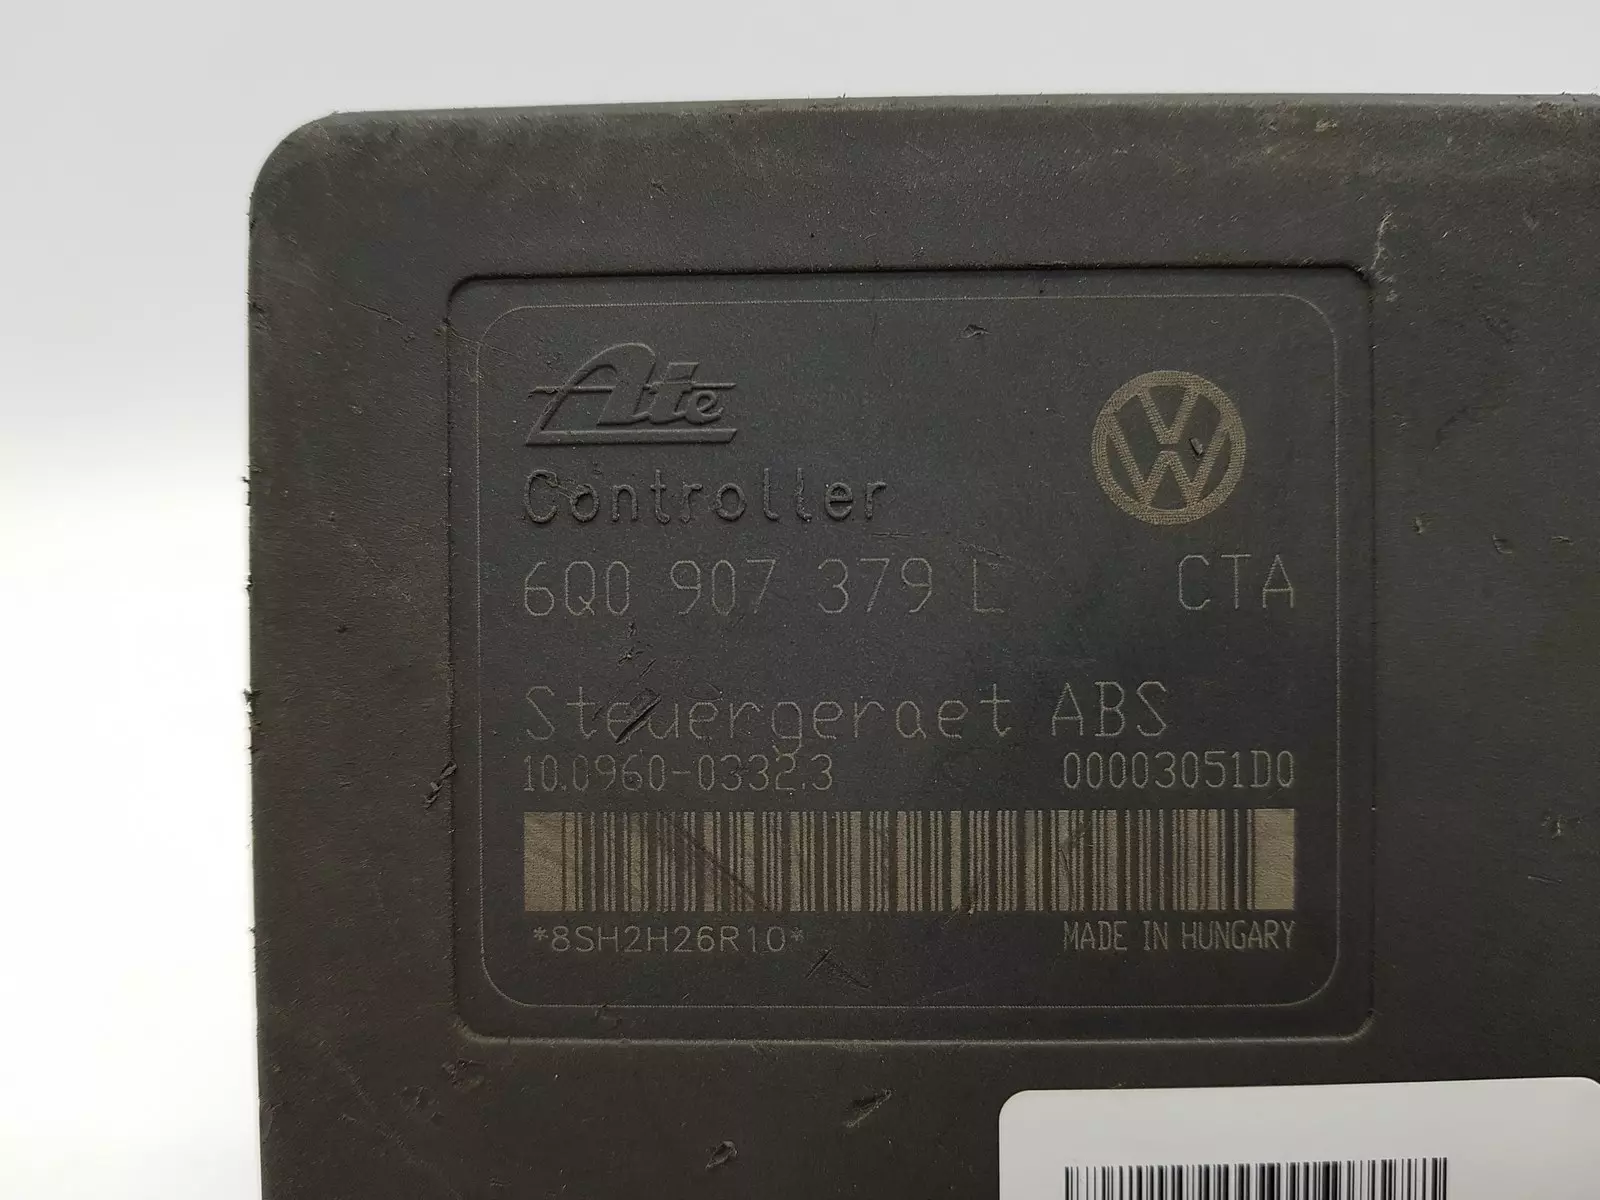 Ate
Controller
6Q0 907 379 L CTA
Steuergeraet ABS
10.0960-0332.3 00003051D0
*8SH2H26R10*
MADE IN HUNGARY